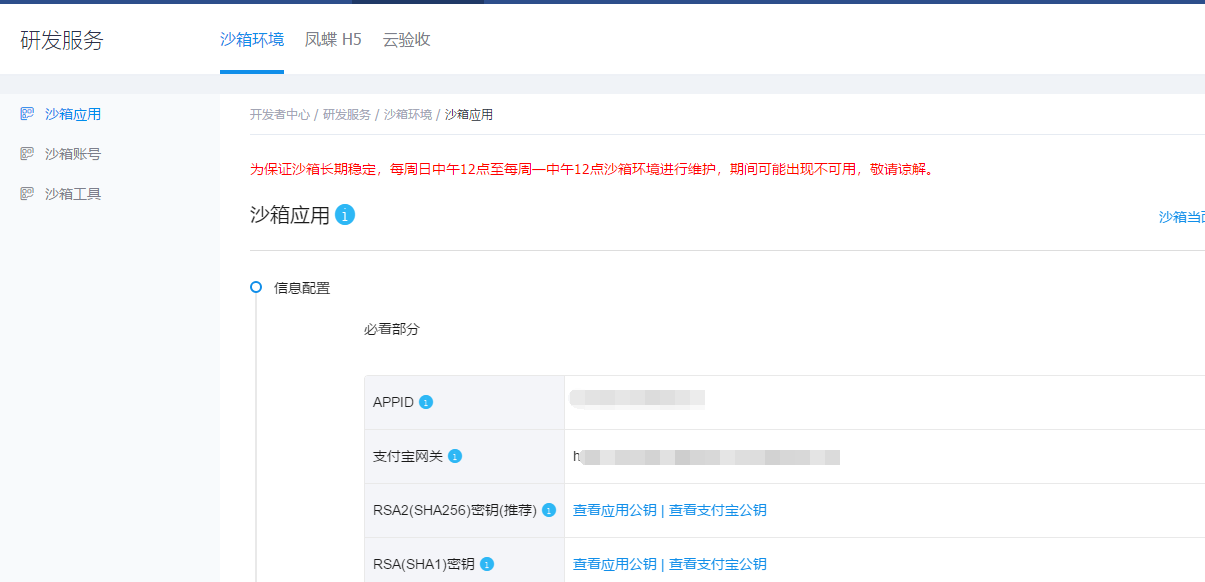 研发服务
沙箱环境 凤蝶 H5 云验收
沙箱应用
沙箱账号
沙箱工具
开发者中心 / 研发服务 / 沙箱环境 / 沙箱应用
为保证沙箱长期稳定，每周日中午12点至每周一中午12点沙箱环境进行维护，期间可能出现不可用，敬请谅解。
沙箱应用 i
沙箱当
信息配置
必看部分
APPID
支付宝网关 h
RSA2(SHA256)密钥(推荐) 查看应用公钥 | 查看支付宝公钥
RSA(SHA1)密钥 查看应用公钥 | 查看支付宝公钥